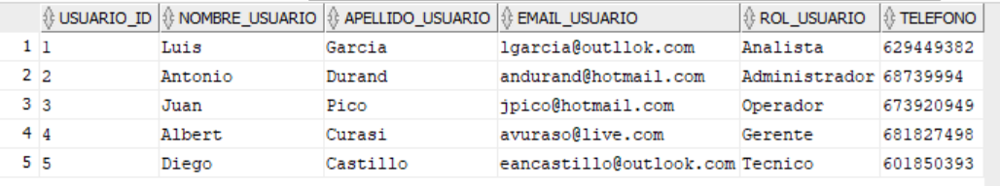 USUARIO_ID NOMBRE_USUARIO APELLIDO_USUARIO EMAIL_USUARIO ROL_USUARIO TELEFONO
1 1 Luis Garcia lgarcia@outllok.com Analista 629449382
2 2 Antonio Durand andurand@hotmail.com Administrador 68739994
3 3 Juan Pico jpico@hotmail.com Operador 673920949
4 4 Albert Curasi avuraso@live.com Gerente 681827498
5 5 Diego Castillo eancastillo@outlook.com Tecnico 601850393